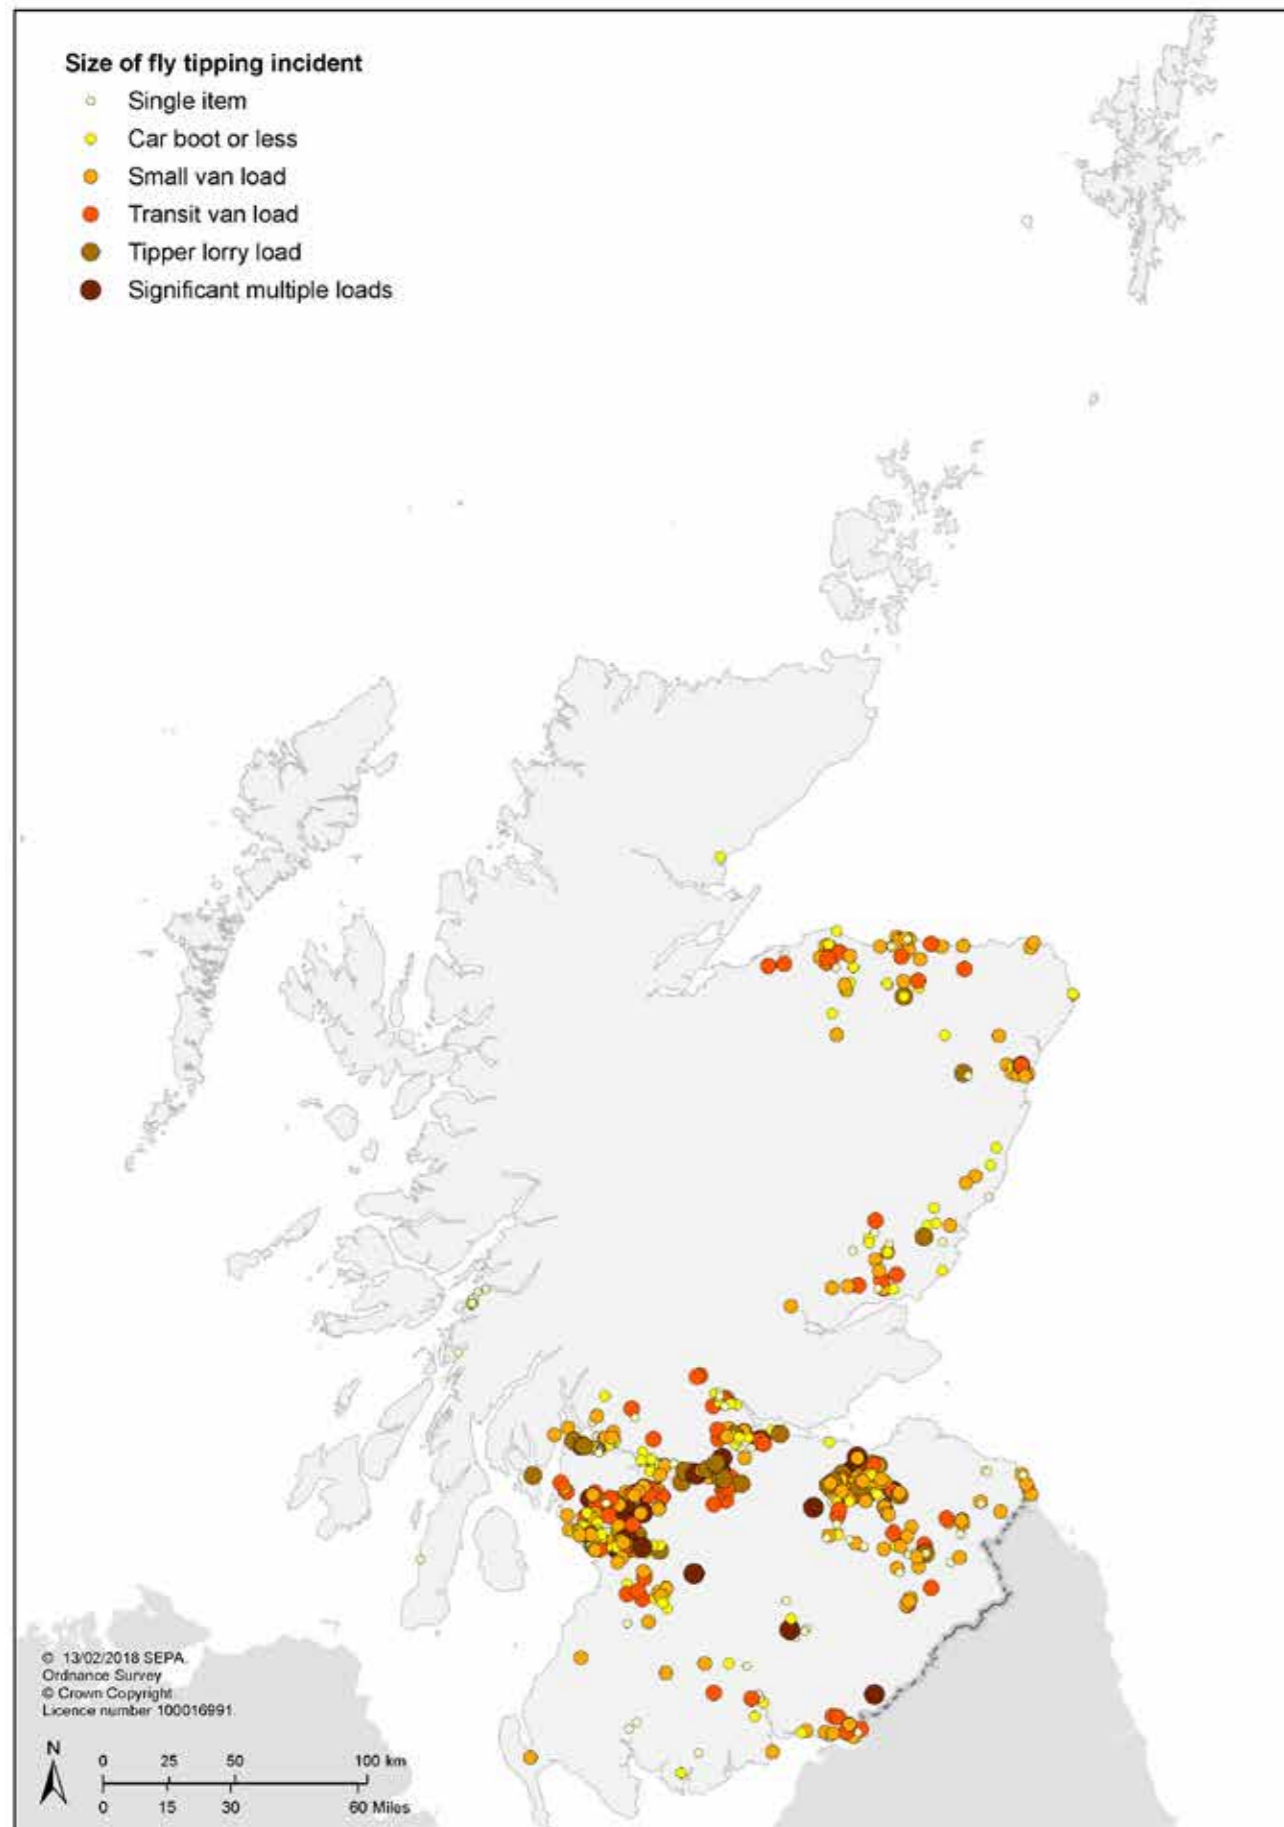 Size of fly tipping incident
Single item
Car boot or less
Small van load
Transit van load
Tipper lorry load
Significant multiple loads
© 13/02/2018 SEPA.
Ordnance Survey
© Crown Copyright
Licence number 100016991.
N
0 25 50 100 km
0 15 30 60 Miles